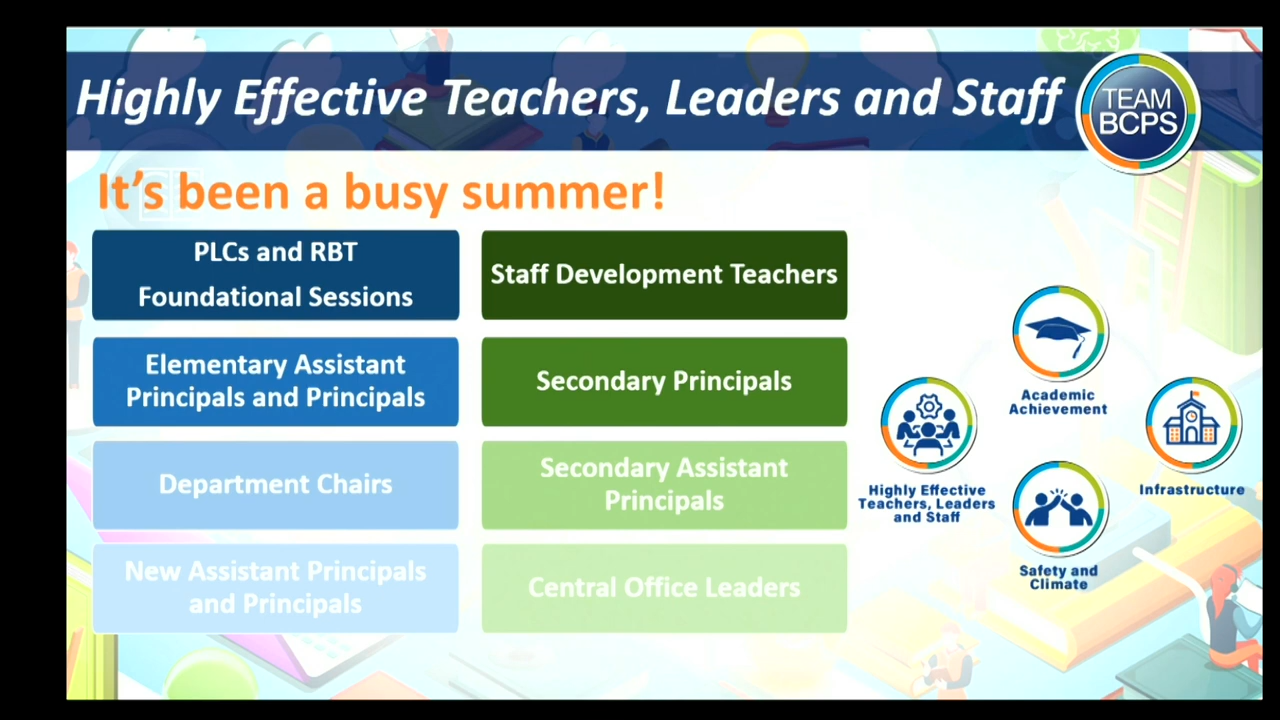 Highly Effective Teachers, Leaders and Staff
TEAM
BCPS
It's been a busy summer!
PLCs and RBT
Foundational Sessions
Staff Development Teachers
Elementary Assistant
Principals and Principals
Secondary Principals
Department Chairs
Secondary Assistant
Principals
New Assistant Principals
and Principals
Central Office Leaders
Academic
Achievement
Highly Effective
Teachers, Leaders
and Staff
Infrastructure
Safety and
Climate